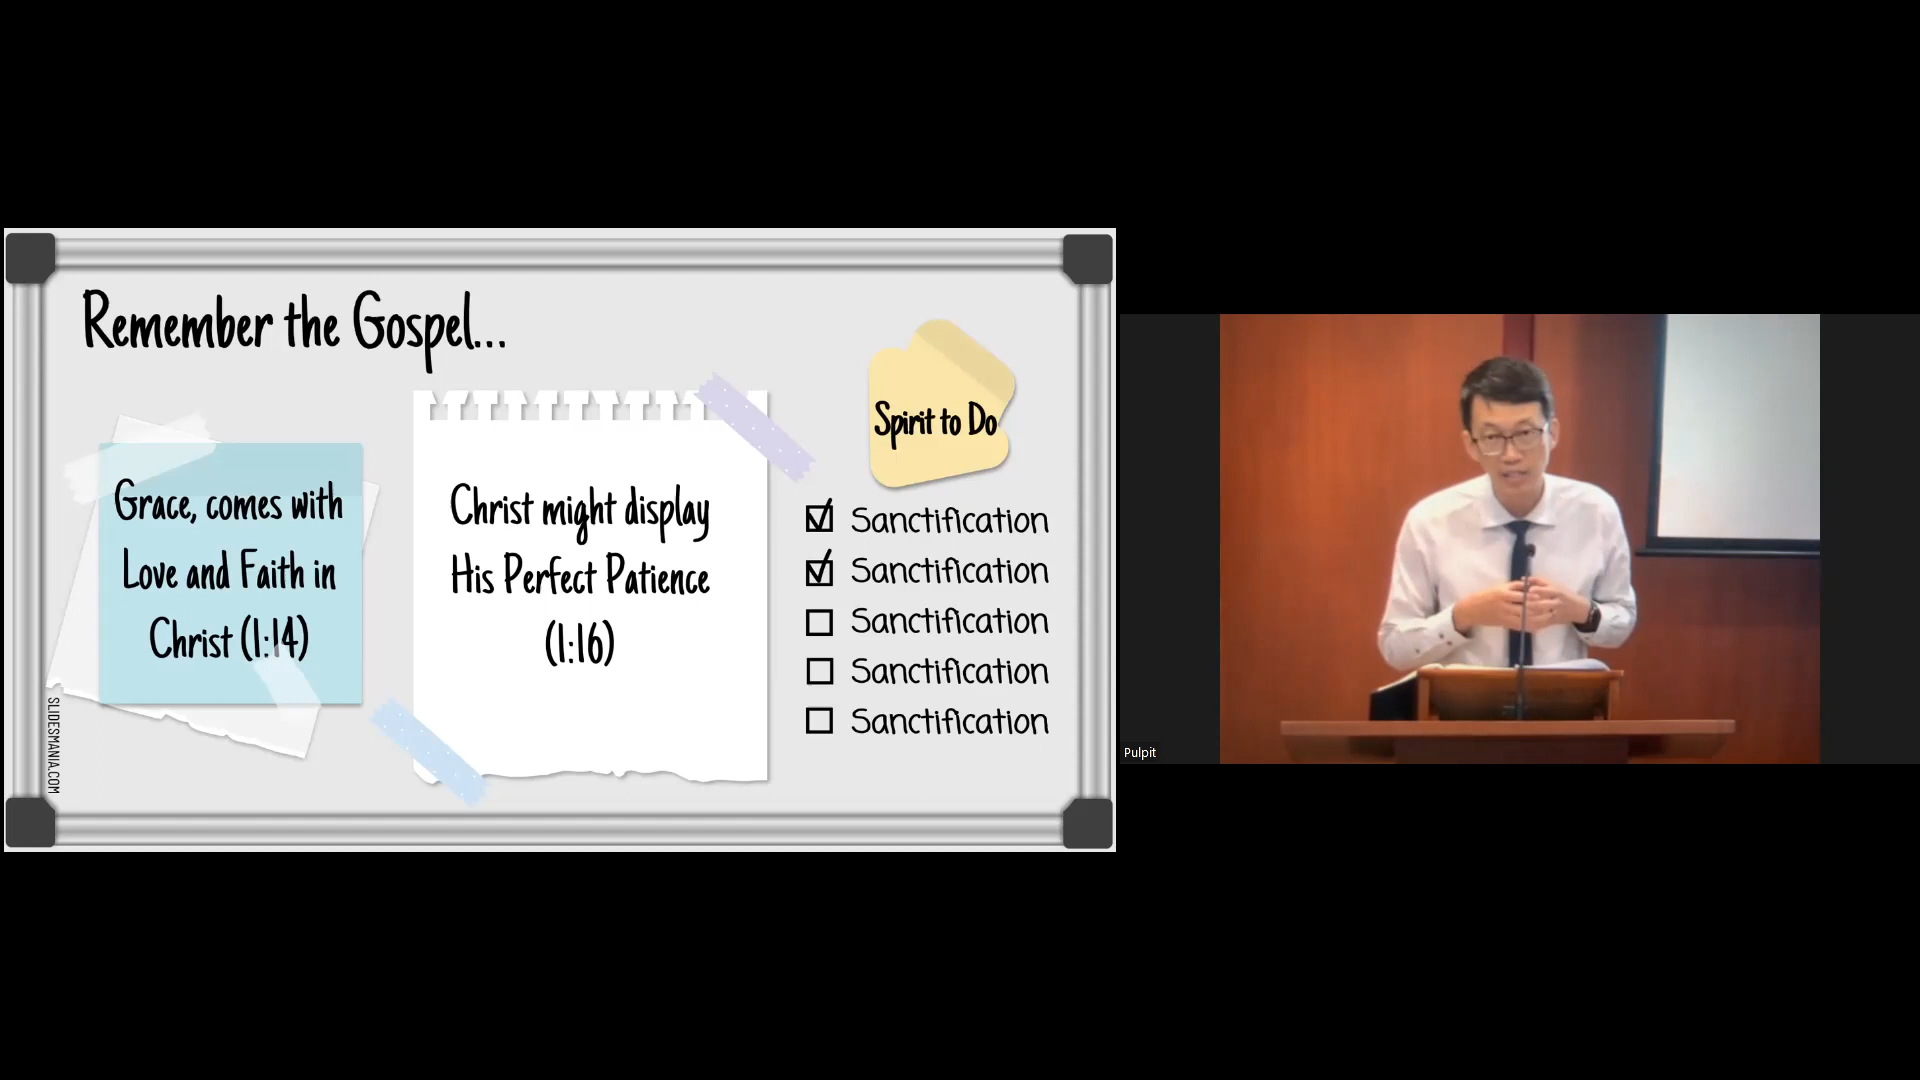 Remember the Gospel...
Grace, comes with
Love and Faith in
Christ (1:14)
Christ might display
His Perfect Patience
(1:16)
Spirit to Do
Sanctification
Sanctification
Sanctification
Sanctification
Sanctification
SLIDESMANIA.COM
Pulpit